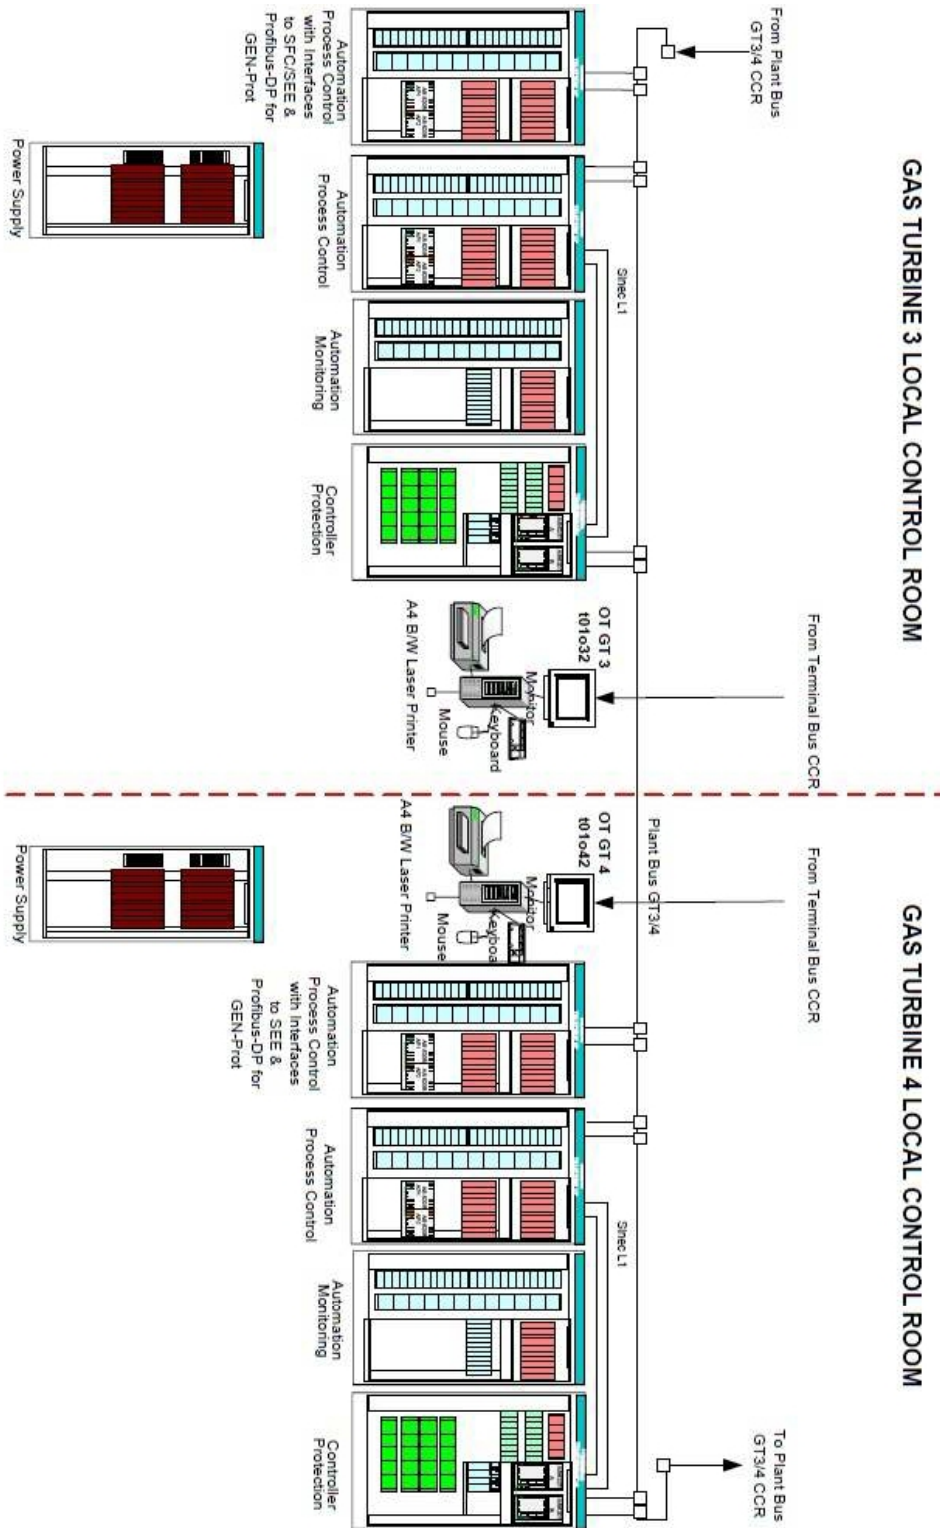 GAS TURBINE 3 LOCAL CONTROL ROOM
GAS TURBINE 4 LOCAL CONTROL ROOM
From Plant Bus
GT3/4 CCR
From Terminal Bus CCR
From Terminal Bus CCR
To Plant Bus
GT3/4 CCR
Sinec L1
Plant Bus GT3/4
Sinec L1
OT GT 3
t01o32
Monitor
Keyboard
Mouse
A4 B/W Laser Printer
OT GT 4
t01o42
Monitor
Keyboa
Mouse
A4 B/W Laser Printer
Automation
Process Control
with Interfaces
to SFC/SEE &
Profibus-DP for
GEN-Prot
Automation
Process Control
Automation
Monitoring
Controller
Protection
Automation
Process Control
with Interfaces
to SEE &
Profibus-DP for
GEN-Prot
Automation
Process Control
Automation
Monitoring
Controller
Protection
Power Supply
Power Supply